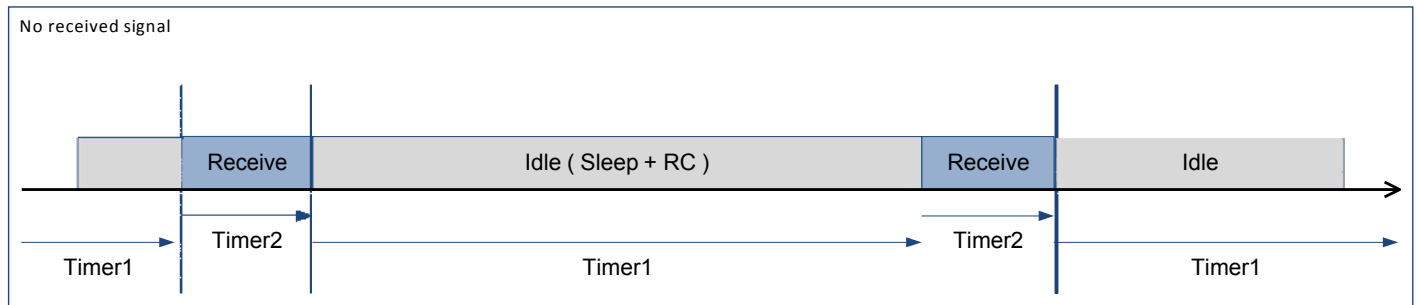 No received signal
Receive
Idle ( Sleep + RC )
Receive
Idle
Timer2
Timer2
Timer1
Timer1
Timer1